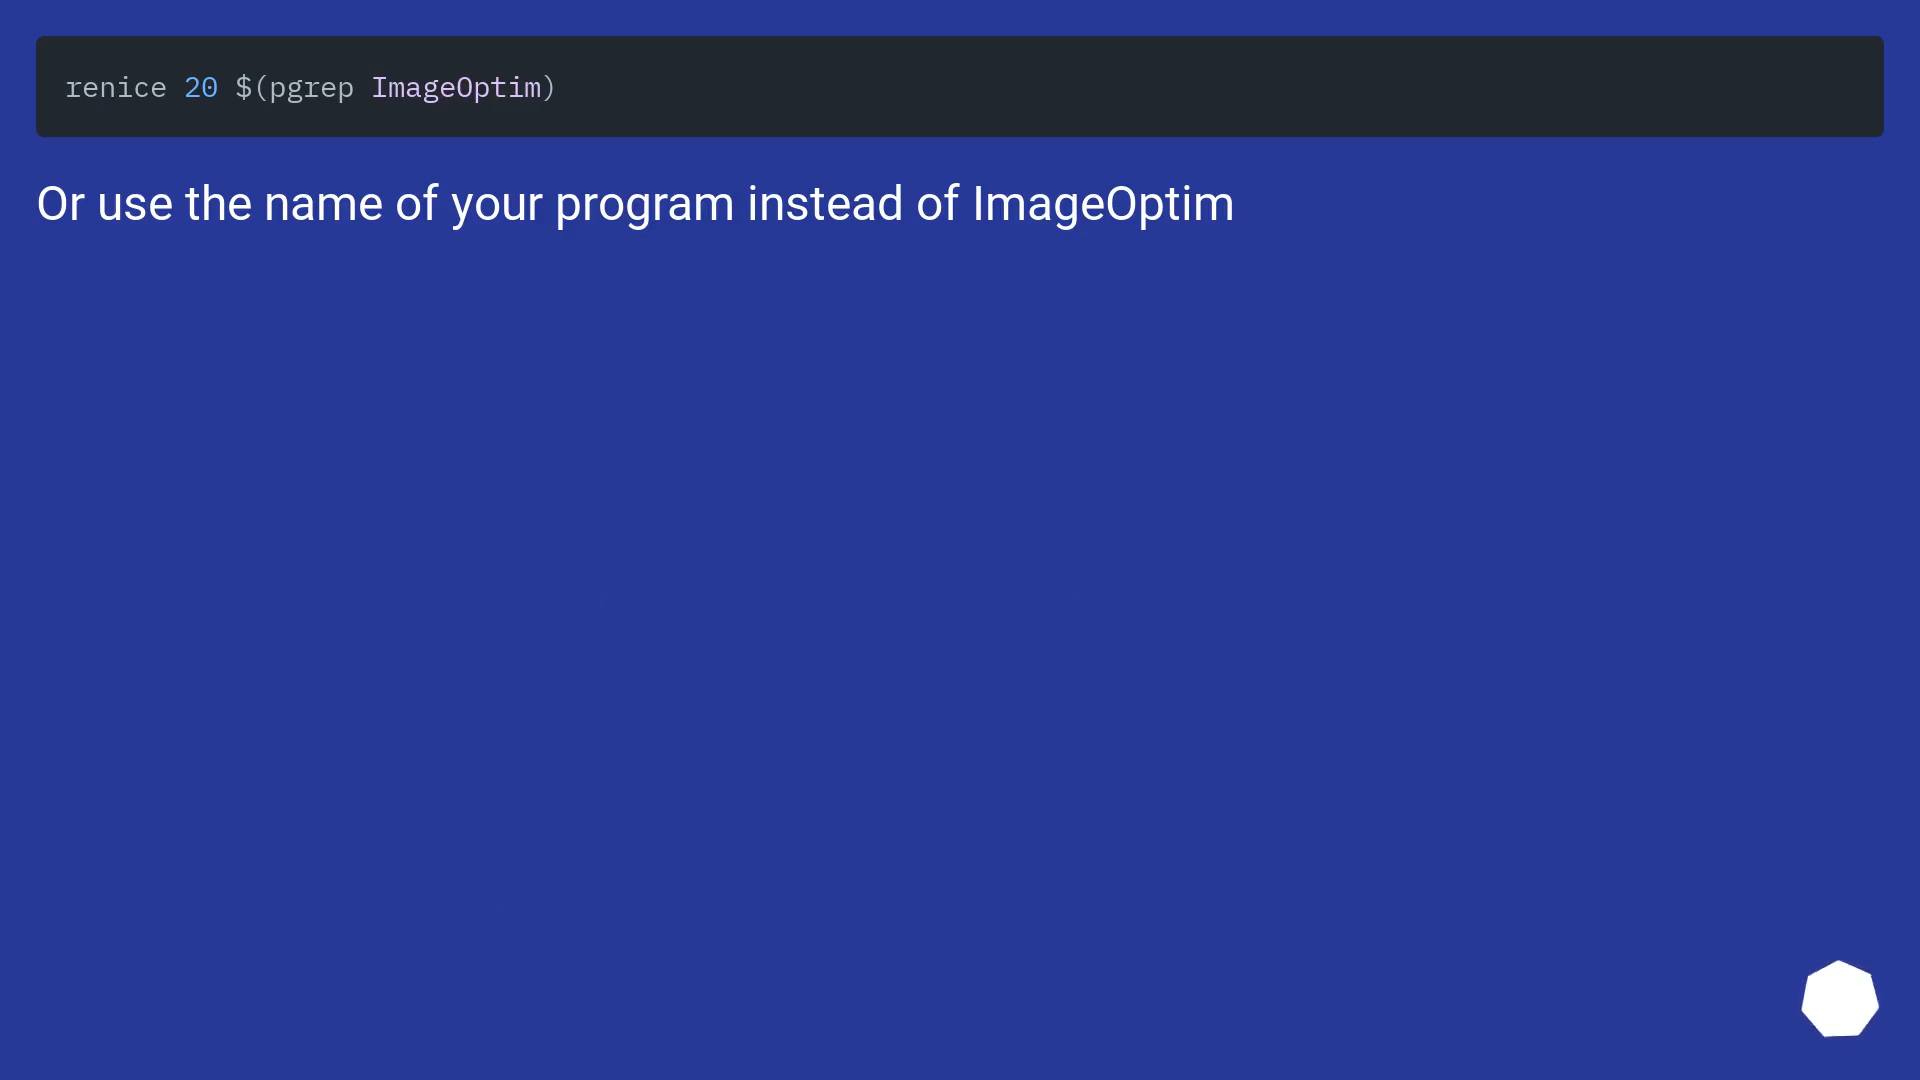 renice 20 $(pgrep ImageOptim)
Or use the name of your program instead of ImageOptim